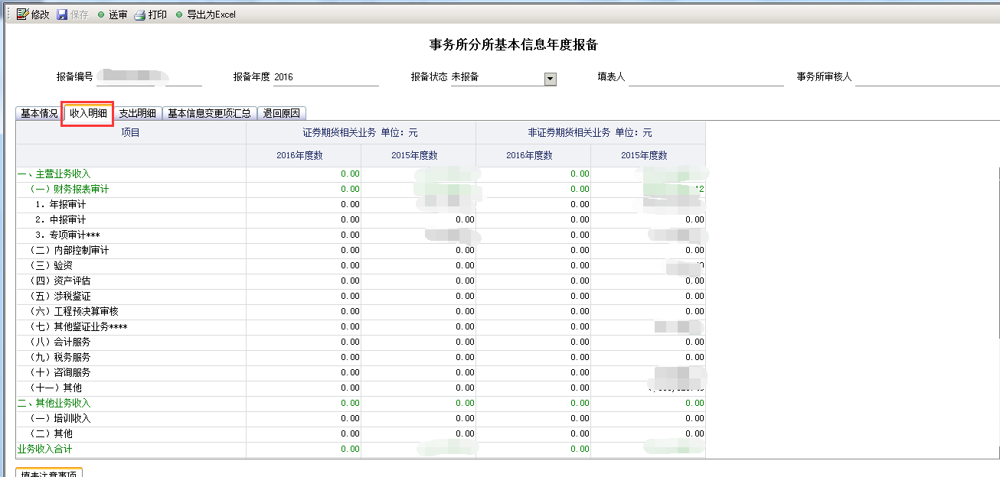 修改 保存 送审 打印 导出为Excel
事务所分所基本信息年度报备
报备编号 报备年度 2016 报备状态 未报备 填表人 事务所审核人
基本情况 收入明细 支出明细 基本信息变更项汇总 退回原因
项目 证券期货相关业务 单位：元 非证券期货相关业务 单位：元
2016年度数 2015年度数 2016年度数 2015年度数
一、主营业务收入 0.00 0.00
（一）财务报表审计 0.00 0.00
1. 年报审计 0.00 0.00
2. 中报审计 0.00 0.00 0.00 0.00
3. 专项审计*** 0.00 0.00
（二）内部控制审计 0.00 0.00 0.00 0.00
（三）验资 0.00 0.00 0.00
（四）资产评估 0.00 0.00 0.00 0.00
（五）涉税鉴证 0.00 0.00 0.00 0.00
（六）工程预决算审核 0.00 0.00 0.00 0.00
（七）其他鉴证业务**** 0.00 0.00 0.00
（八）会计服务 0.00 0.00 0.00 0.00
（九）税务服务 0.00 0.00 0.00 0.00
（十）咨询服务 0.00 0.00 0.00
（十一）其他 0.00 0.00 0.00
二、其他业务收入 0.00 0.00 0.00 0.00
（一）培训收入 0.00 0.00 0.00 0.00
（二）其他 0.00 0.00 0.00 0.00
业务收入合计 0.00 0.00
填表注意事项